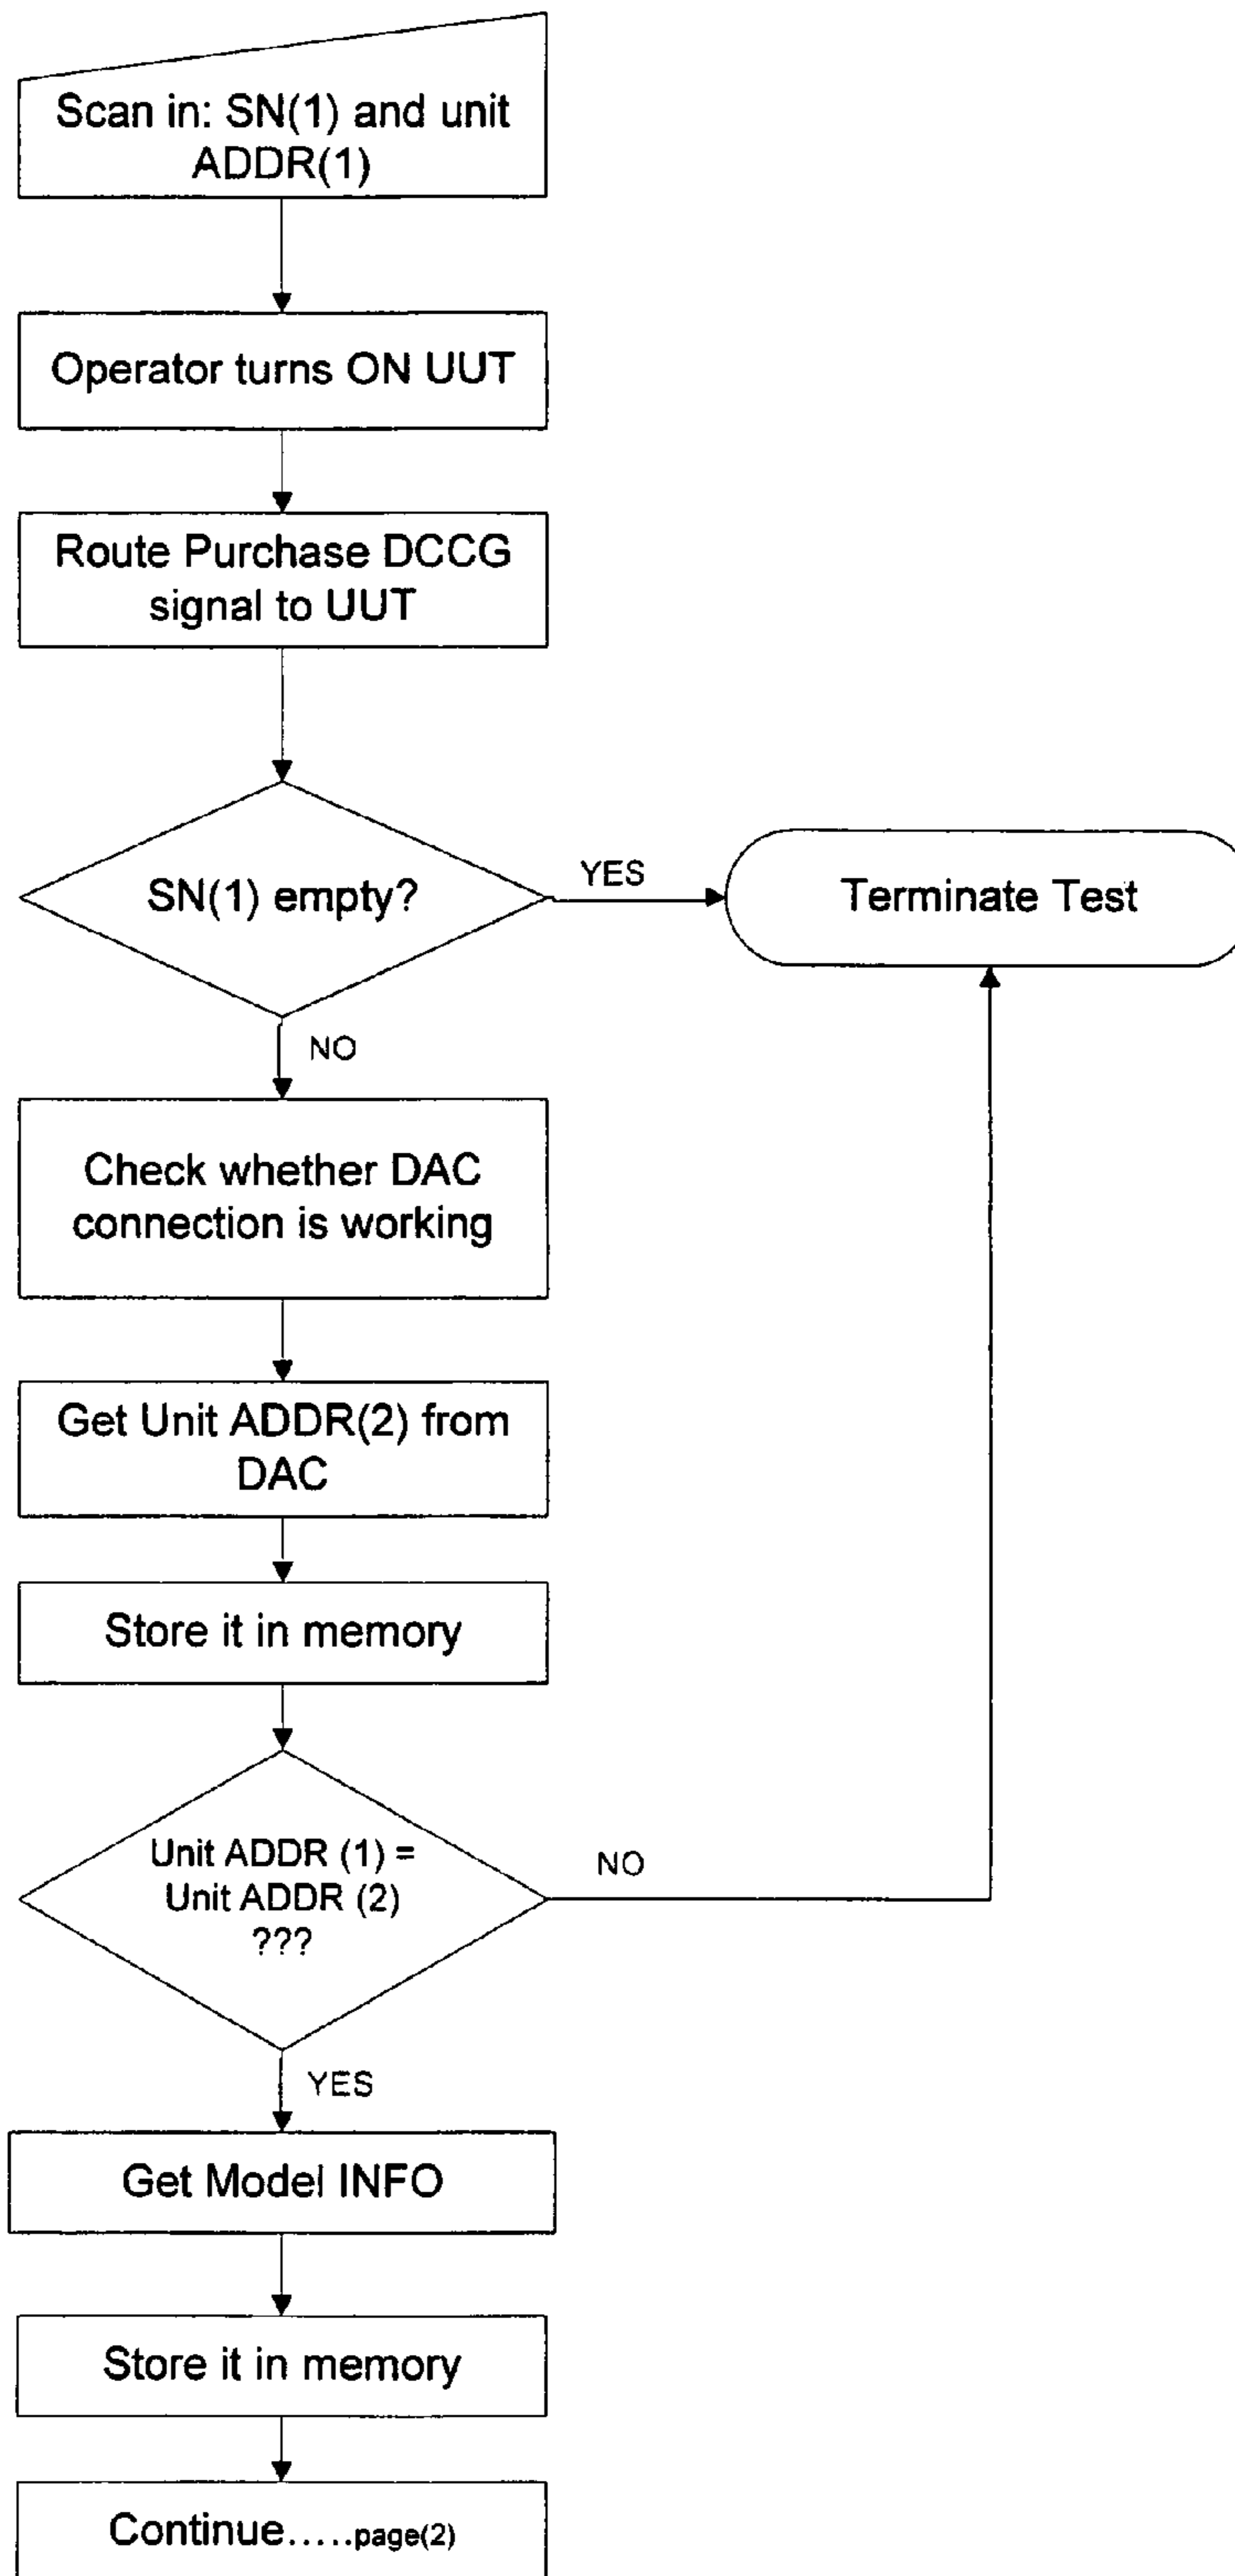 Scan in: SN(1) and unit
ADDR(1)
Operator turns ON UUT
Route Purchase DCCG
signal to UUT
SN(1) empty?
YES
Terminate Test
NO
Check whether DAC
connection is working
Get Unit ADDR(2) from
DAC
Store it in memory
Unit ADDR (1) =
Unit ADDR (2)
???
NO
YES
Get Model INFO
Store it in memory
Continue.....page(2)